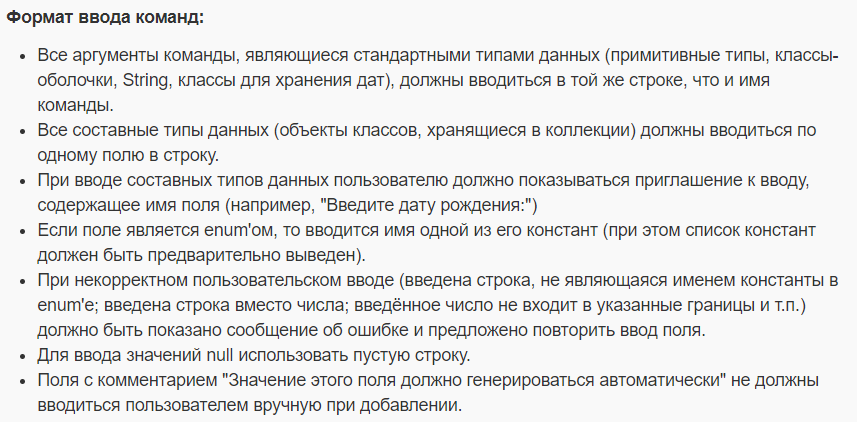 Формат ввода команд:
• Все аргументы команды, являющиеся стандартными типами данных (примитивные типы, классы-
оболочки, String, классы для хранения дат), должны вводиться в той же строке, что и имя
команды.
• Все составные типы данных (объекты классов, хранящиеся в коллекции) должны вводиться по
одному полю в строку.
• При вводе составных типов данных пользователю должно показываться приглашение к вводу,
содержащее имя поля (например, "Введите дату рождения:")
• Если поле является enum'ом, то вводится имя одной из его констант (при этом список констант
должен быть предварительно выведен).
• При некорректном пользовательском вводе (введена строка, не являющаяся именем константы в
enum'е; введена строка вместо числа; введённое число не входит в указанные границы и т.п.)
должно быть показано сообщение об ошибке и предложено повторить ввод поля.
• Для ввода значений null использовать пустую строку.
• Поля с комментарием "Значение этого поля должно генерироваться автоматически" не должны
вводиться пользователем вручную при добавлении.